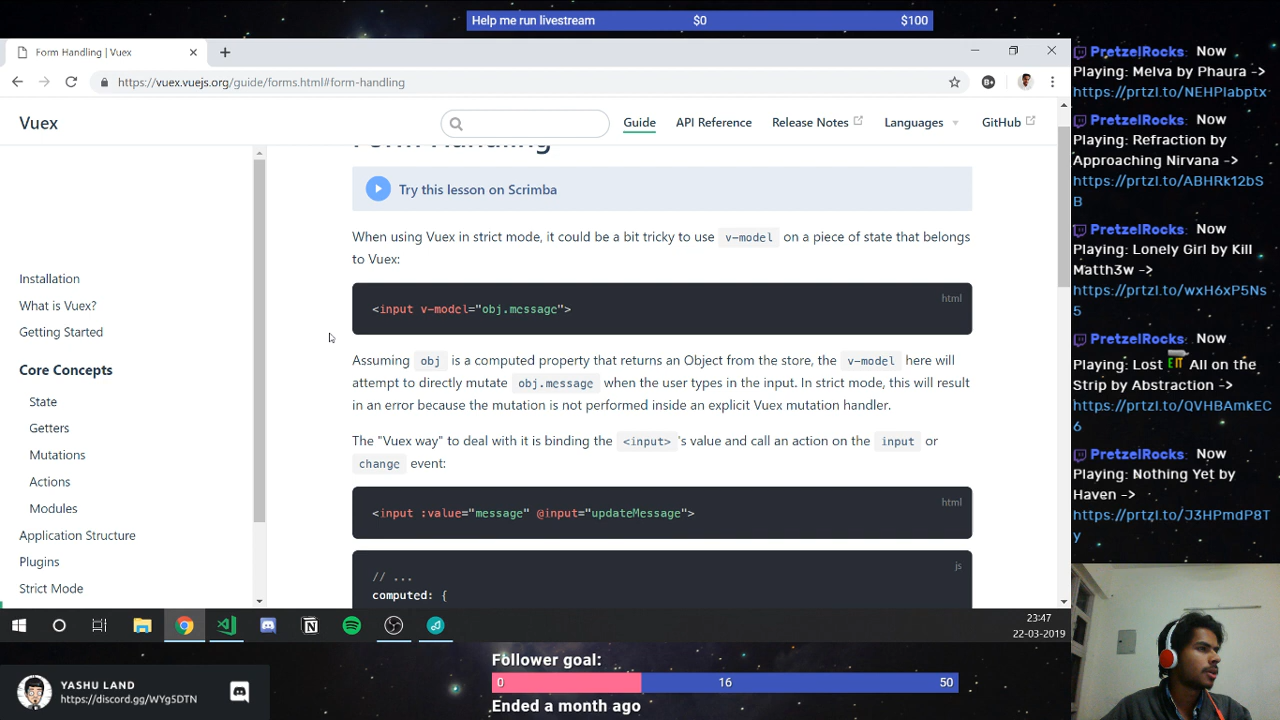 Help me run livestream $0 $100
Form Handling | Vuex
https://vuex.vuejs.org/guide/forms.html#form-handling
Vuex
Guide
API Reference
Release Notes
Languages
GitHub
Installation
What is Vuex?
Getting Started
Core Concepts
State
Getters
Mutations
Actions
Modules
Application Structure
Plugins
Strict Mode
Form Handling
Try this lesson on Scrimba
When using Vuex in strict mode, it could be a bit tricky to use v-model on a piece of state that belongs
to Vuex:
html
<input v-model="obj.message">
Assuming obj is a computed property that returns an Object from the store, the v-model here will
attempt to directly mutate obj.message when the user types in the input. In strict mode, this will result
in an error because the mutation is not performed inside an explicit Vuex mutation handler.
The "Vuex way" to deal with it is binding the <input> 's value and call an action on the input or
change event:
html
<input :value="message" @input="updateMessage">
js
// ...
computed: {
23:47
22-03-2019
PretzelRocks: Now
Playing: Melva by Phaura ->
https://prtzl.to/NEHPlabptx
PretzelRocks: Now
Playing: Refraction by
Approaching Nirvana ->
https://prtzl.to/ABHRk12bS
B
PretzelRocks: Now
Playing: Lonely Girl by Kill
Matth3w ->
https://prtzl.to/wxH6xP5Ns
5
PretzelRocks: Now
Playing: Lost All on the
Strip by Abstraction ->
https://prtzl.to/QVHBAmkEC
6
PretzelRocks: Now
Playing: Nothing Yet by
Haven ->
https://prtzl.to/J3HPmdP8T
y
YASHU LAND
https://discord.gg/WYg5DTN
Follower goal:
0 16 50
Ended a month ago